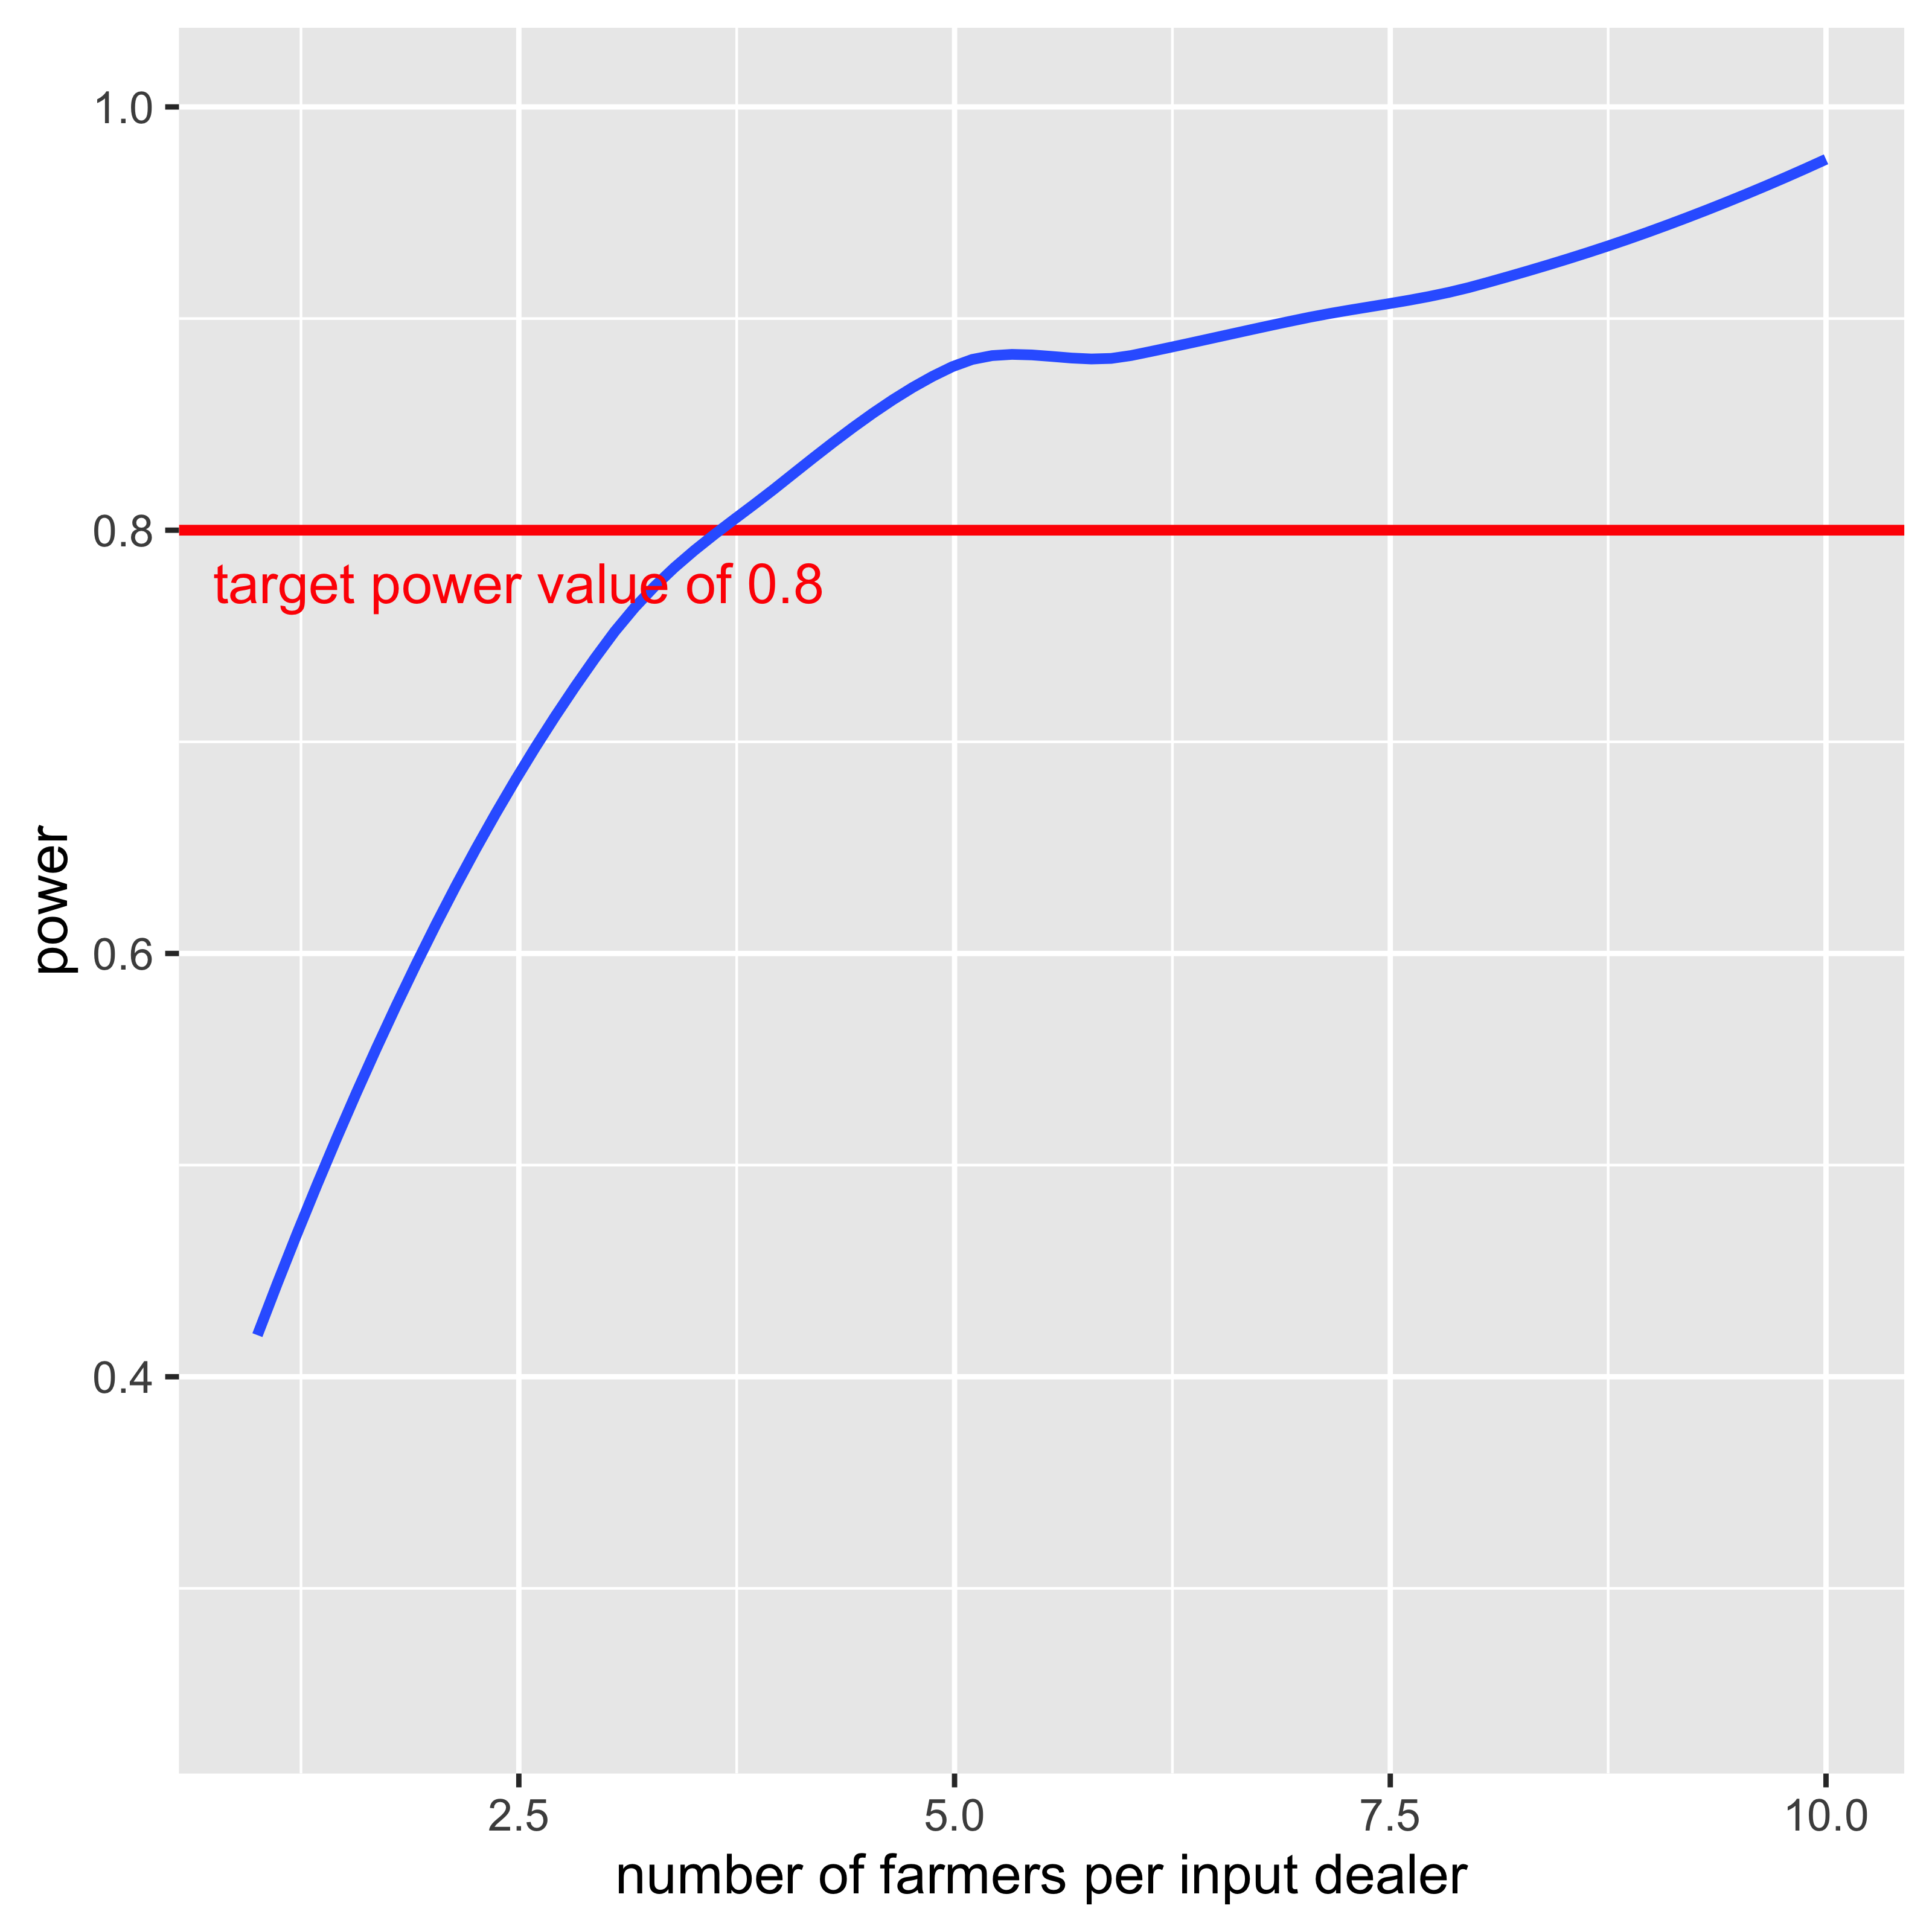 1.0
0.8
target power value of 0.8
0.6
0.4
power
2.5 5.0 7.5 10.0
number of farmers per input dealer